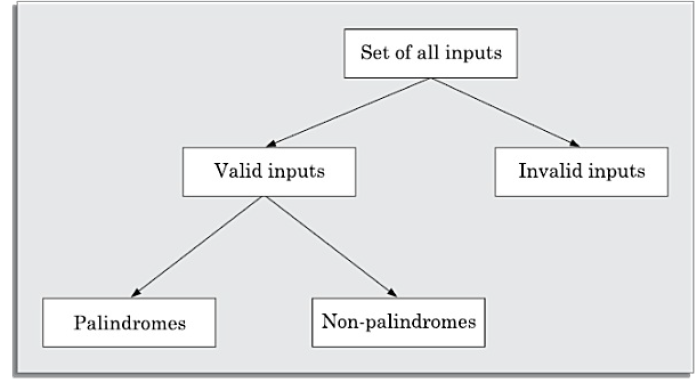 Set of all inputs
Valid inputs
Invalid inputs
Palindromes
Non-palindromes